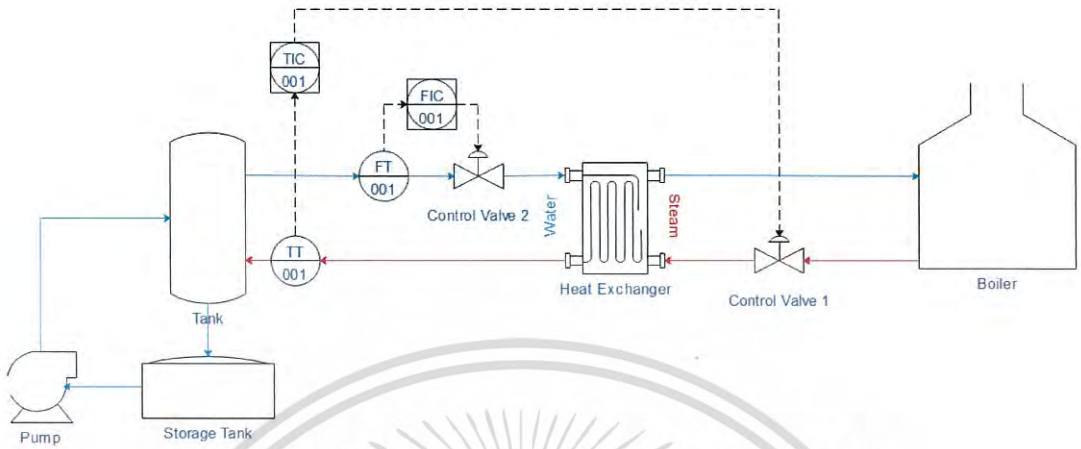 TIC
001
FIC
001
FT
001
Control Valve 2
Water
Steam
TT
001
Heat Exchanger
Control Valve 1
Boiler
Tank
Pump
Storage Tank